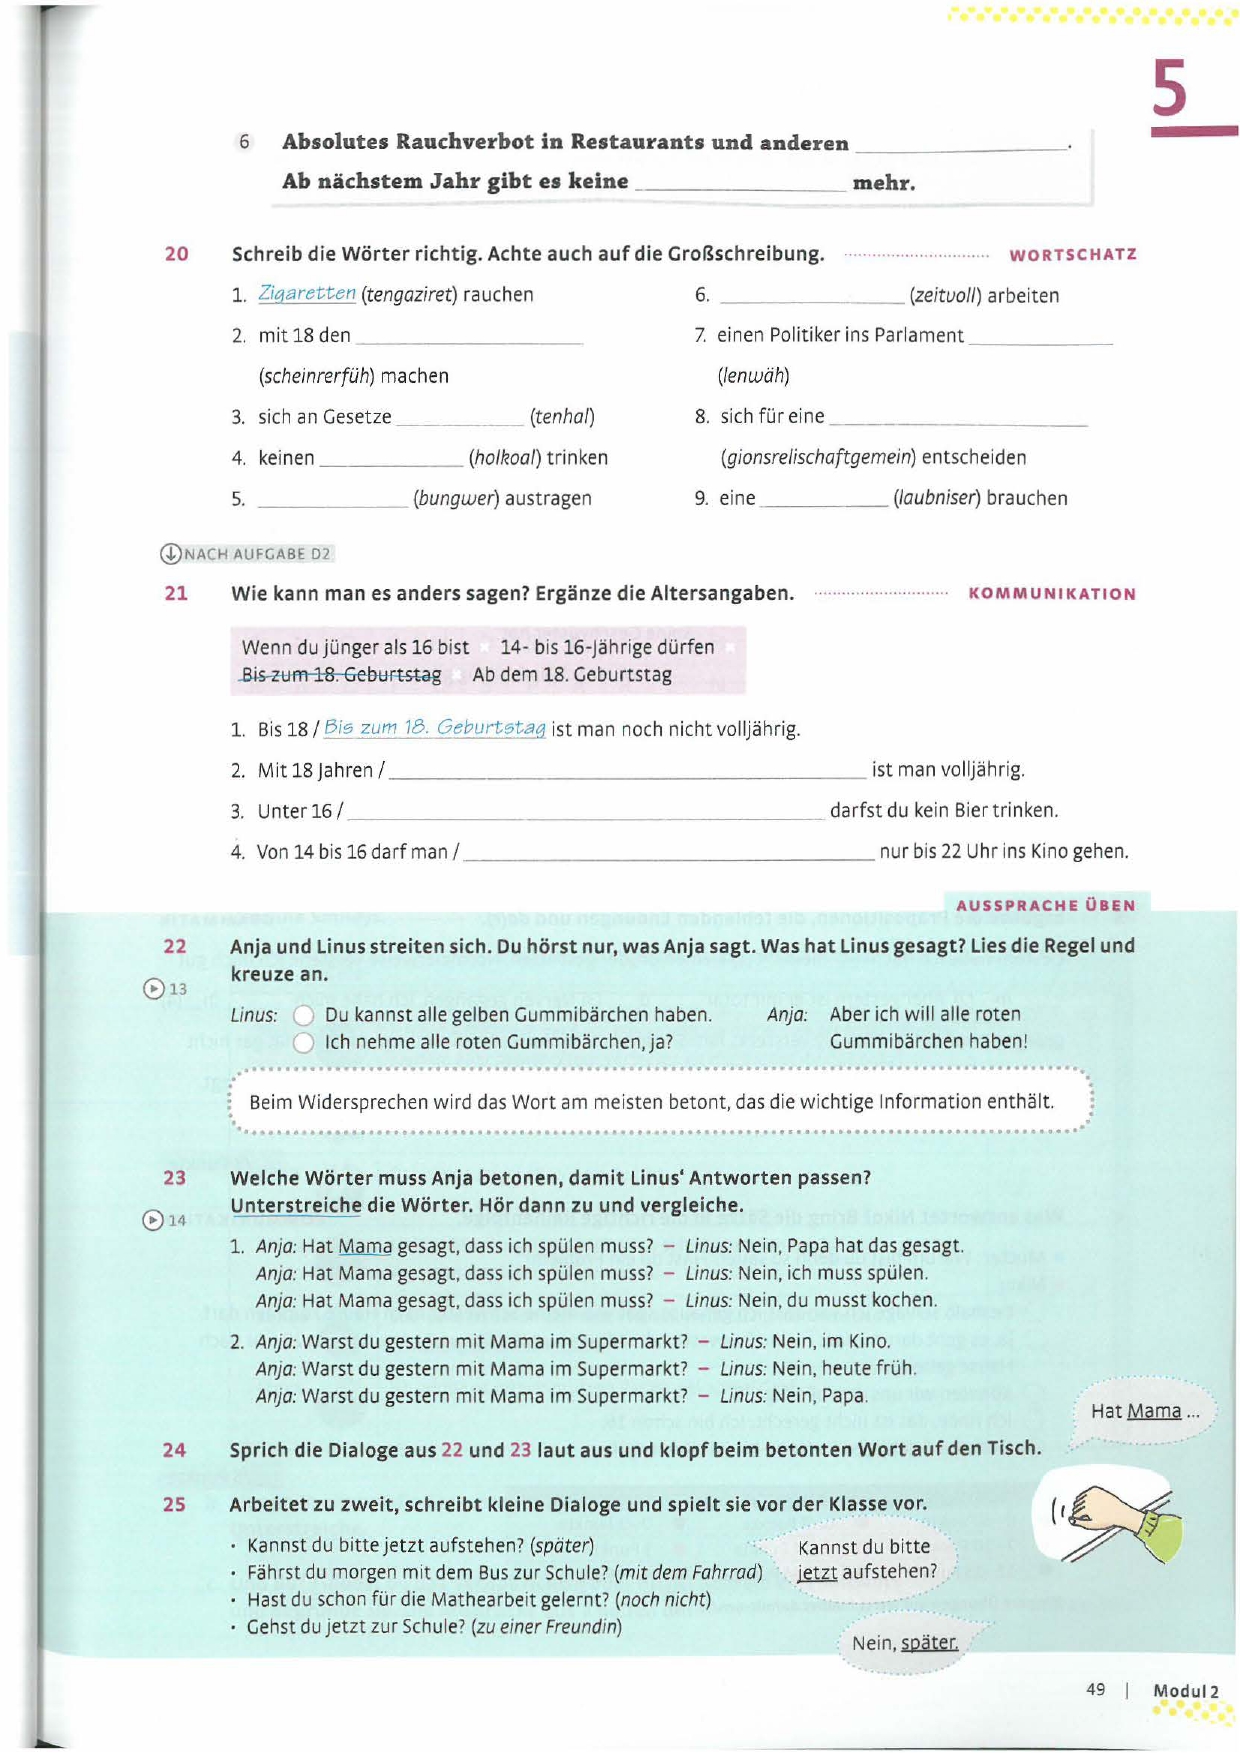 5
6 Absolutes Rauchverbot in Restaurants und anderen ____________.
Ab nächstem Jahr gibt es keine ____________ mehr.
20 Schreib die Wörter richtig. Achte auch auf die Großschreibung. WORTSCHATZ
1. Zigaretten (tengaziret) rauchen
2. mit 18 den ____________
(scheinrerfüh) machen
3. sich an Gesetze ____________ (tenhal)
4. keinen ____________ (holkoal) trinken
5. ____________ (bungwer) austragen
6. ____________ (zeitvoll) arbeiten
7. einen Politiker ins Parlament ____________
(lenwäh)
8. sich für eine ____________
(gionsrelischaftgemein) entscheiden
9. eine ____________ (laubniser) brauchen
NACH AUFGABE D2
21 Wie kann man es anders sagen? Ergänze die Altersangaben. KOMMUNIKATION
Wenn du jünger als 16 bist × 14- bis 16-Jährige dürfen ×
Bis zum 18. Geburtstag × Ab dem 18. Geburtstag
1. Bis 18 / Bis zum 18. Geburtstag ist man noch nicht volljährig.
2. Mit 18 Jahren / ____________ ist man volljährig.
3. Unter 16 / ____________ darfst du kein Bier trinken.
4. Von 14 bis 16 darf man / ____________ nur bis 22 Uhr ins Kino gehen.
AUSSPRACHE ÜBEN
22 Anja und Linus streiten sich. Du hörst nur, was Anja sagt. Was hat Linus gesagt? Lies die Regel und
13 kreuze an.
Linus: ○ Du kannst alle gelben Gummibärchen haben. Anja: Aber ich will alle roten
○ Ich nehme alle roten Gummibärchen, ja? Gummibärchen haben!
Beim Widersprechen wird das Wort am meisten betont, das die wichtige Information enthält.
23 Welche Wörter muss Anja betonen, damit Linus' Antworten passen?
14 Unterstreiche die Wörter. Hör dann zu und vergleiche.
1. Anja: Hat Mama gesagt, dass ich spülen muss? – Linus: Nein, Papa hat das gesagt.
Anja: Hat Mama gesagt, dass ich spülen muss? – Linus: Nein, ich muss spülen.
Anja: Hat Mama gesagt, dass ich spülen muss? – Linus: Nein, du musst kochen.
2. Anja: Warst du gestern mit Mama im Supermarkt? – Linus: Nein, im Kino.
Anja: Warst du gestern mit Mama im Supermarkt? – Linus: Nein, heute früh.
Anja: Warst du gestern mit Mama im Supermarkt? – Linus: Nein, Papa.
Hat Mama ...
24 Sprich die Dialoge aus 22 und 23 laut aus und klopf beim betonten Wort auf den Tisch.
25 Arbeitet zu zweit, schreibt kleine Dialoge und spielt sie vor der Klasse vor.
• Kannst du bitte jetzt aufstehen? (später)
• Fährst du morgen mit dem Bus zur Schule? (mit dem Fahrrad)
• Hast du schon für die Mathearbeit gelernt? (noch nicht)
• Gehst du jetzt zur Schule? (zu einer Freundin)
Kannst du bitte
jetzt aufstehen?
Nein, später.
49 | Modul 2